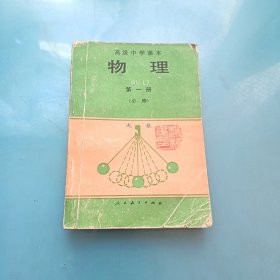 高级中学课本
物理
第一册
（必修）
人民教育出版社